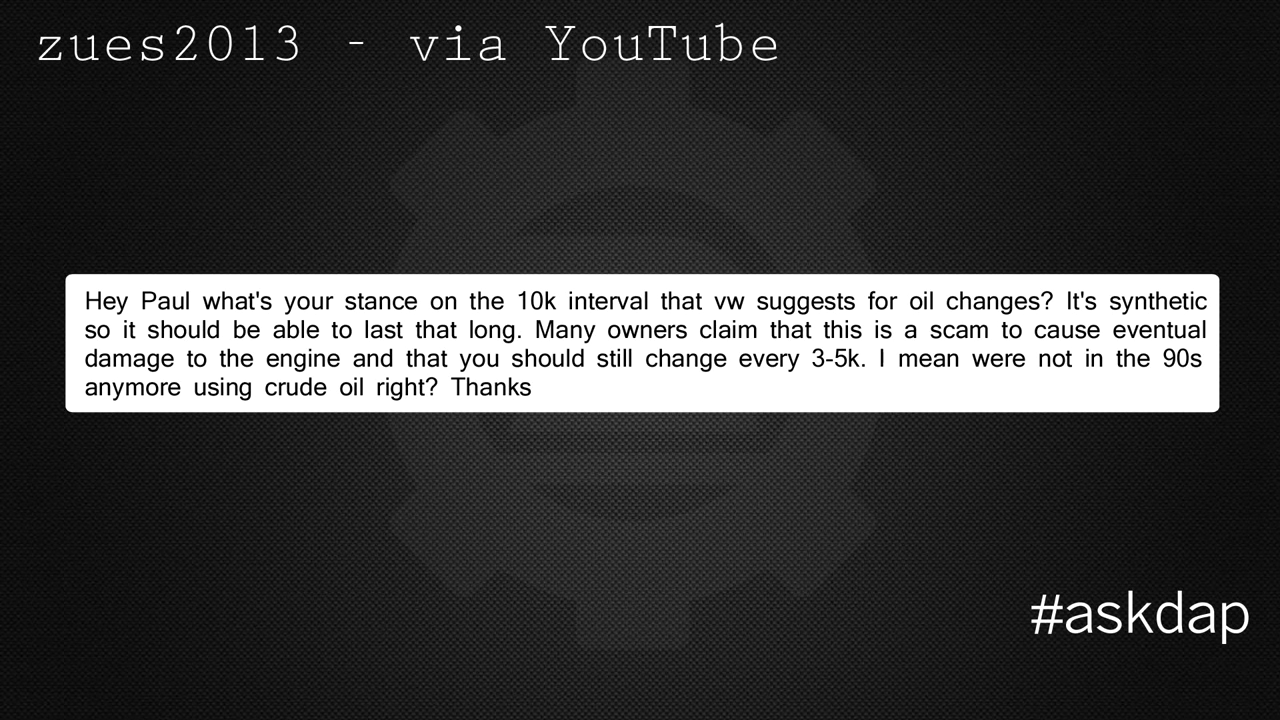 zues2013 - via YouTube
Hey Paul what's your stance on the 10k interval that vw suggests for oil changes? It's synthetic
so it should be able to last that long. Many owners claim that this is a scam to cause eventual
damage to the engine and that you should still change every 3-5k. I mean were not in the 90s
anymore using crude oil right? Thanks
#askdap